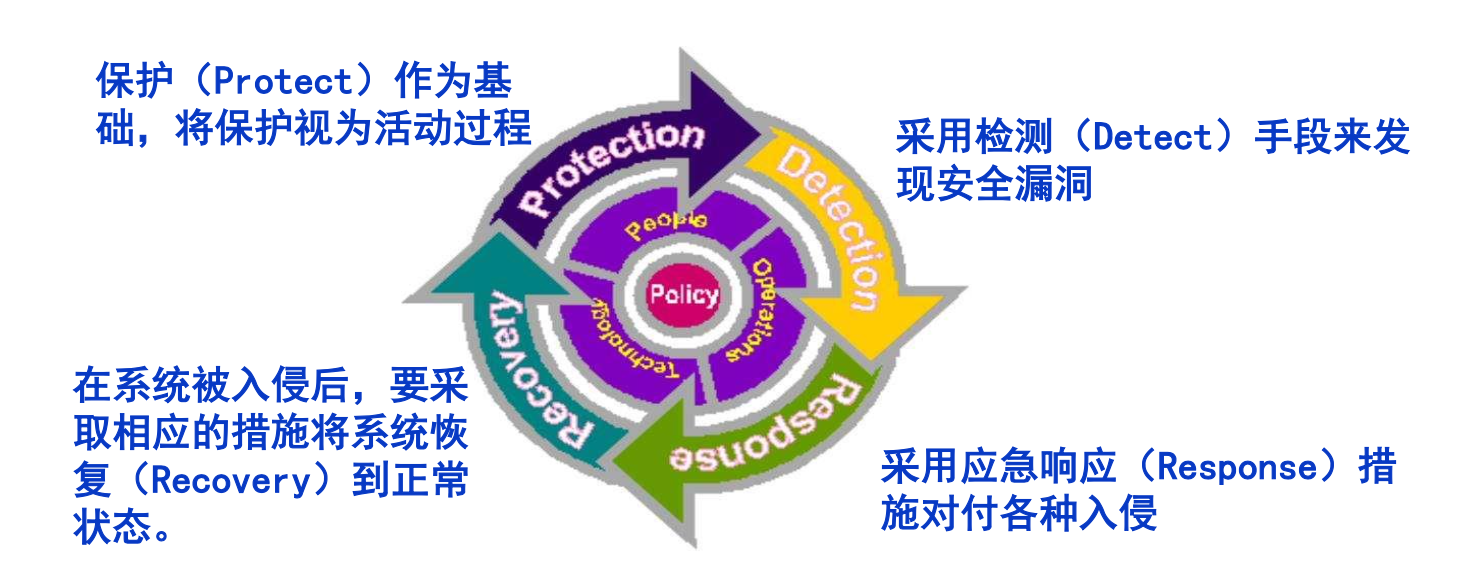 保护（Protect）作为基
础，将保护视为活动过程
采用检测（Detect）手段来发
现安全漏洞
Protection
Detection
People
Operations
Policy
Technology
Recovery
Response
在系统被入侵后，要采
取相应的措施将系统恢
复（Recovery）到正常
状态。
采用应急响应（Response）措
施对付各种入侵